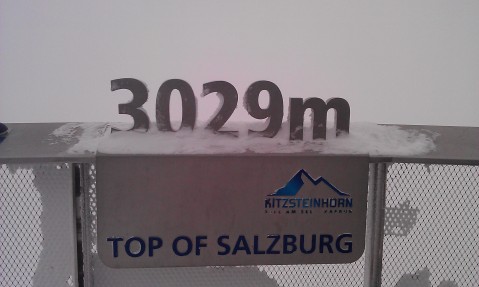 3029m
KITZSTEINHORN
TOP OF SALZBURG